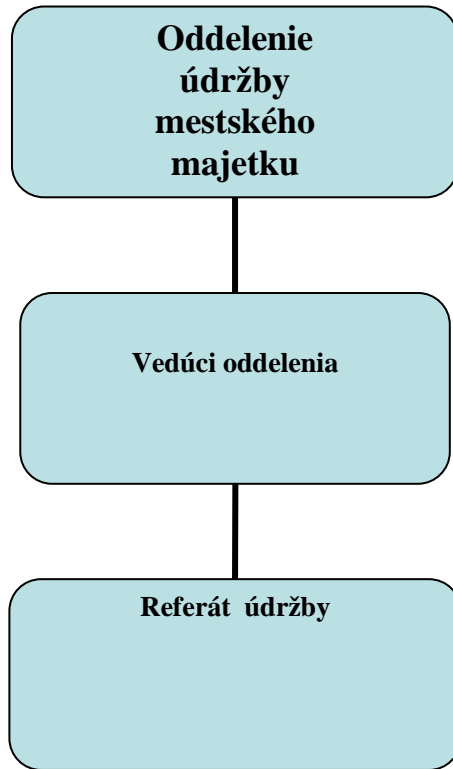 Oddelenie
údržby
mestského
majetku
Vedúci oddelenia
Referát údržby